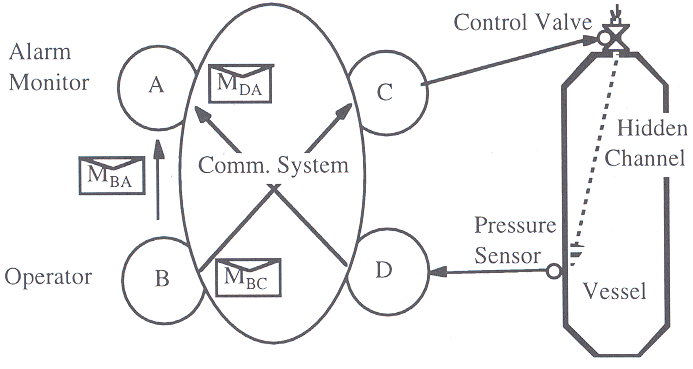 Control Valve
Alarm
Monitor
A
M_DA
C
Hidden
Channel
M_BA
Comm. System
Pressure
Sensor
Operator
B
M_BC
D
Vessel